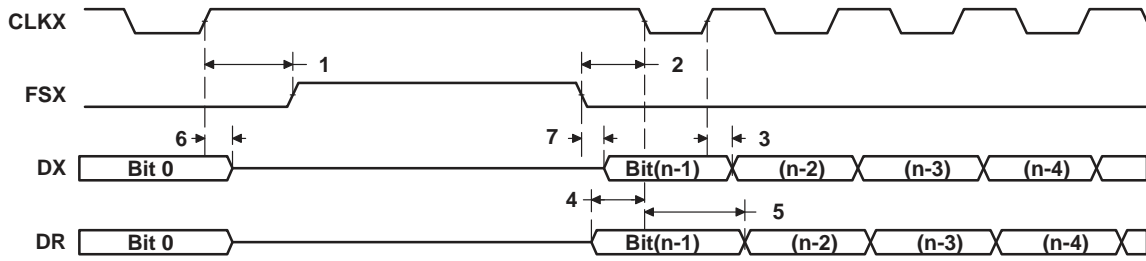 CLKX
1 2
FSX
6 7 3
DX Bit 0 Bit(n-1) (n-2) (n-3) (n-4)
4 5
DR Bit 0 Bit(n-1) (n-2) (n-3) (n-4)